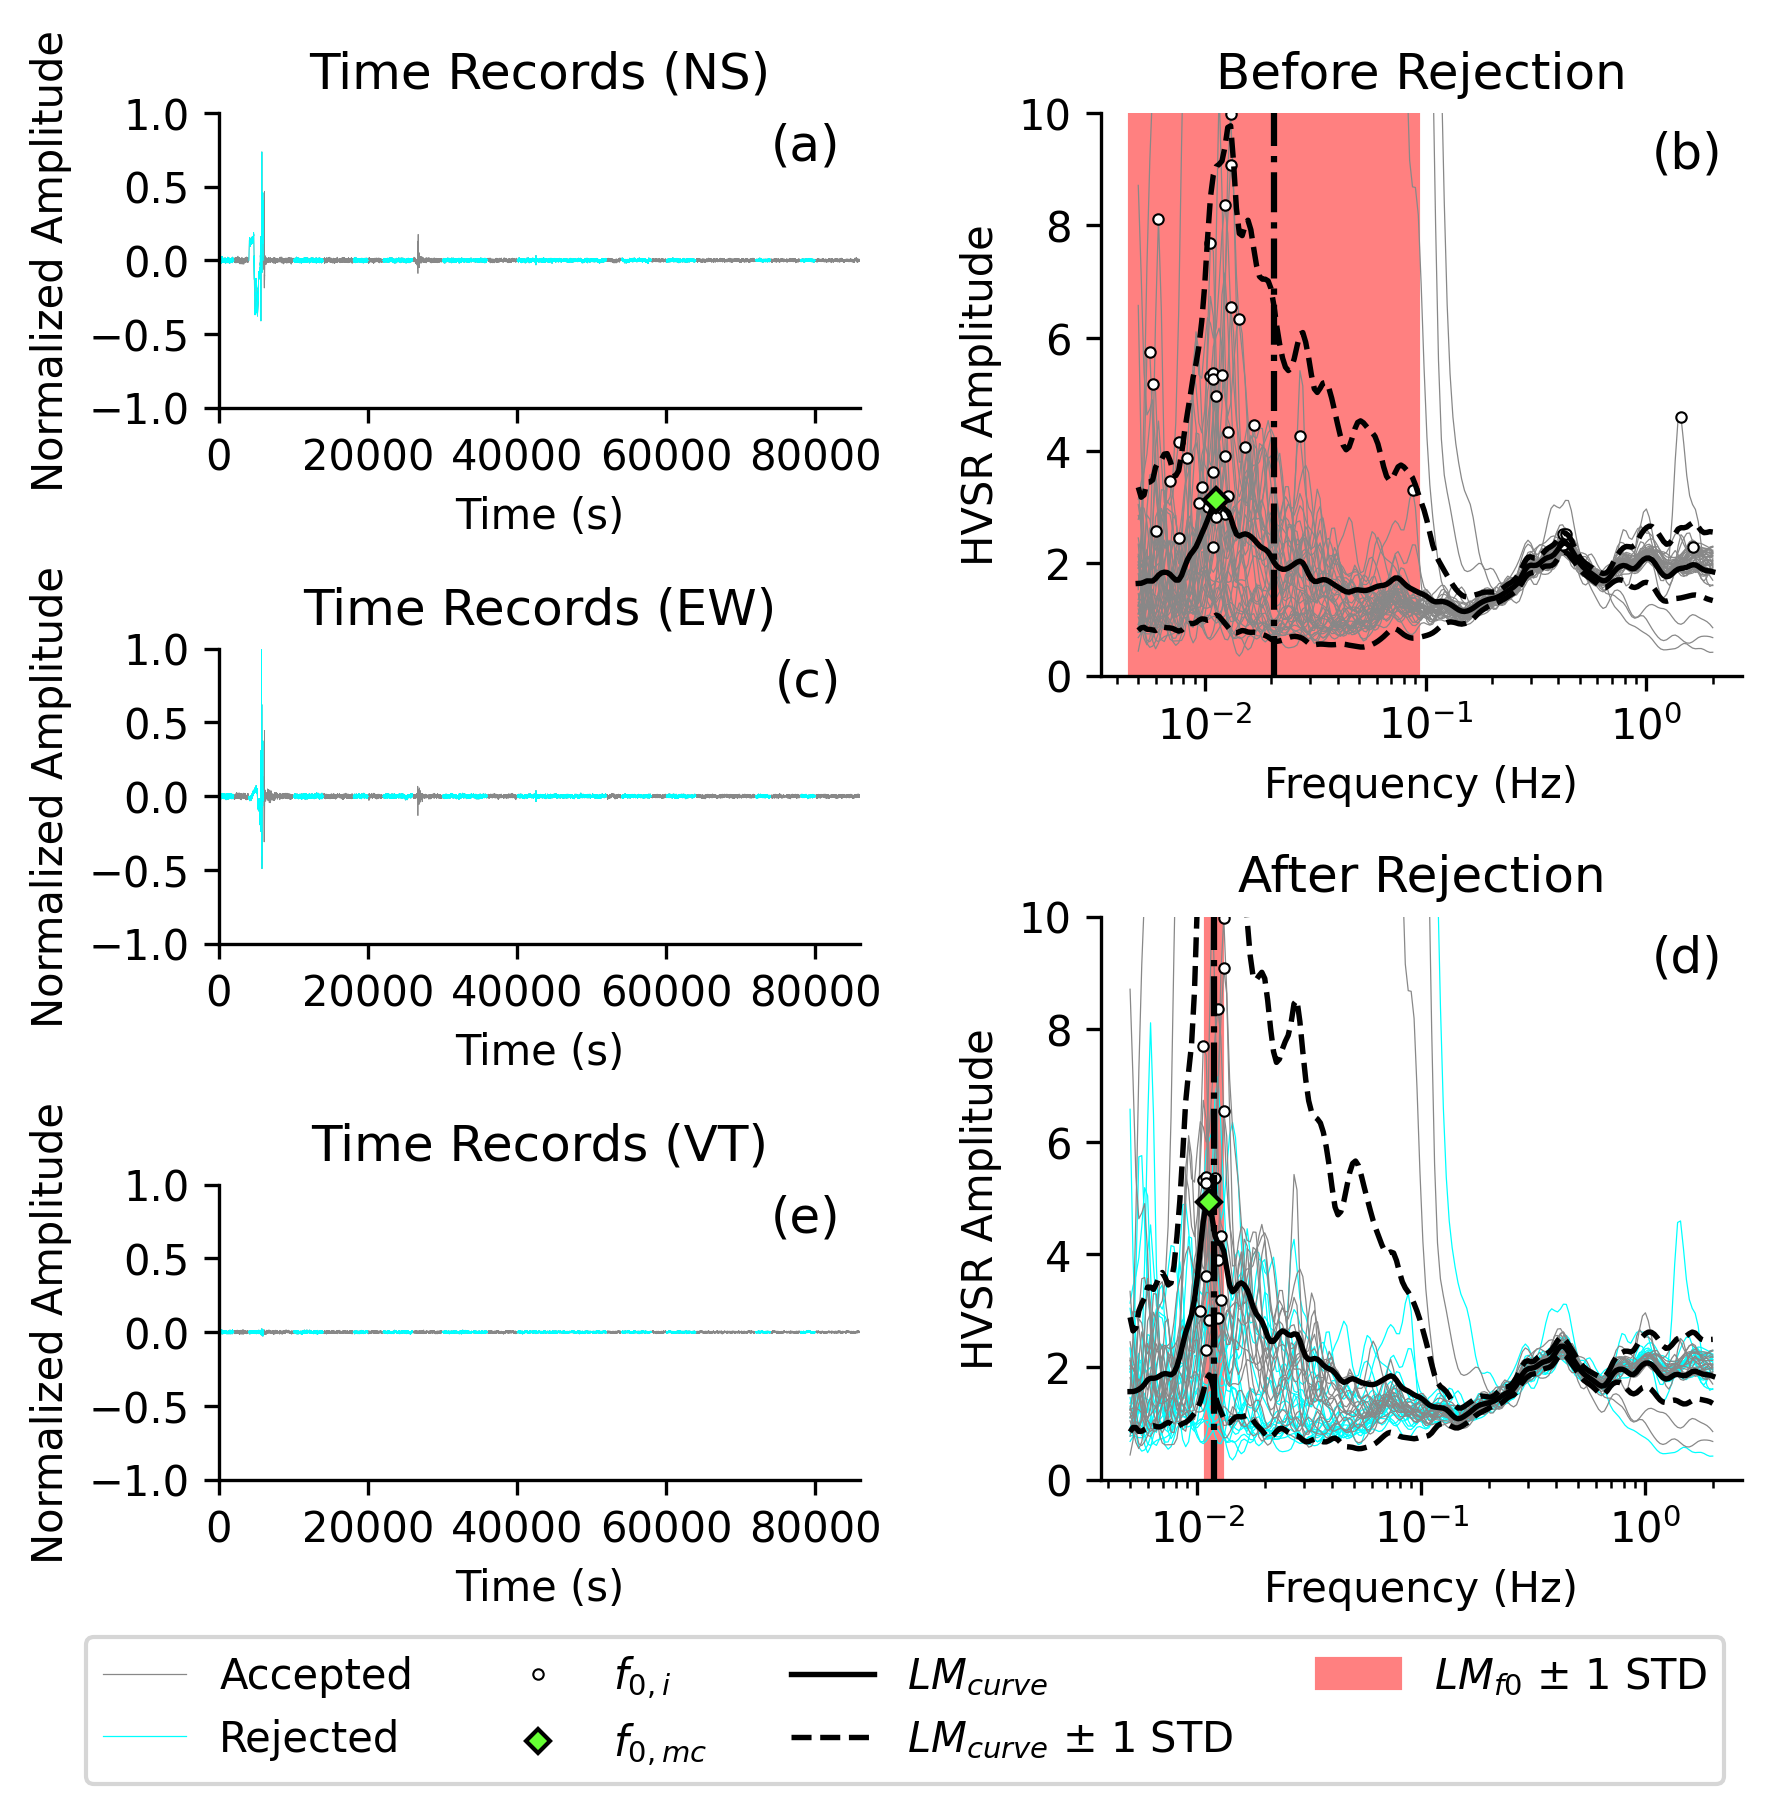 Time Records (NS)
Normalized Amplitude
1.0
0.5
0.0
−0.5
−1.0
(a)
0 20000 40000 60000 80000
Time (s)
Before Rejection
HVSR Amplitude
10
8
6
4
2
0
(b)
10⁻² 10⁻¹ 10⁰
Frequency (Hz)
Time Records (EW)
Normalized Amplitude
1.0
0.5
0.0
−0.5
−1.0
(c)
0 20000 40000 60000 80000
Time (s)
After Rejection
HVSR Amplitude
10
8
6
4
2
0
(d)
10⁻² 10⁻¹ 10⁰
Frequency (Hz)
Time Records (VT)
Normalized Amplitude
1.0
0.5
0.0
−0.5
−1.0
(e)
0 20000 40000 60000 80000
Time (s)
Accepted
Rejected
f0,i
f0,mc
LMcurve
LMcurve ± 1 STD
LMf0 ± 1 STD